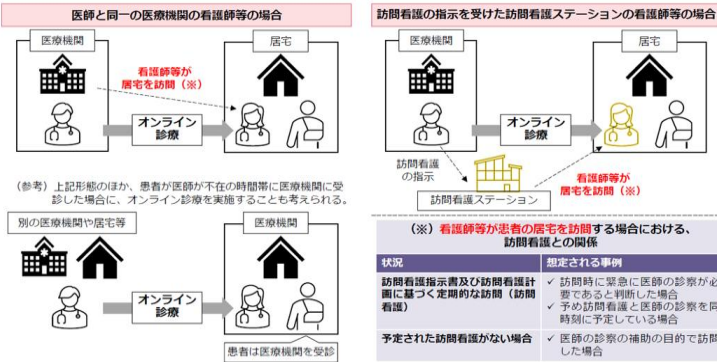 医師と同一の医療機関の看護師等の場合
医療機関
居宅
看護師等が
居宅を訪問（※）
オンライン
診療
（参考）上記形態のほか、患者が医師が不在の時間帯に医療機関に受
診した場合に、オンライン診療を実施することも考えられる。
別の医療機関や居宅等
医療機関
オンライン
診療
患者は医療機関を受診
訪問看護の指示を受けた訪問看護ステーションの看護師等の場合
医療機関
居宅
オンライン
診療
訪問看護
の指示
看護師等が
居宅を訪問（※）
訪問看護ステーション
（※）看護師等が患者の居宅を訪問する場合における、
訪問看護との関係
状況
想定される事例
訪問看護指示書及び訪問看護計
画に基づく定期的な訪問（訪問
看護）
✓ 訪問時に緊急に医師の診察が必
要であると判断した場合
✓ 予め訪問看護と医師の診察を同
時刻に予定している場合
予定された訪問看護がない場合
✓ 医師の診察の補助の目的で訪問
した場合